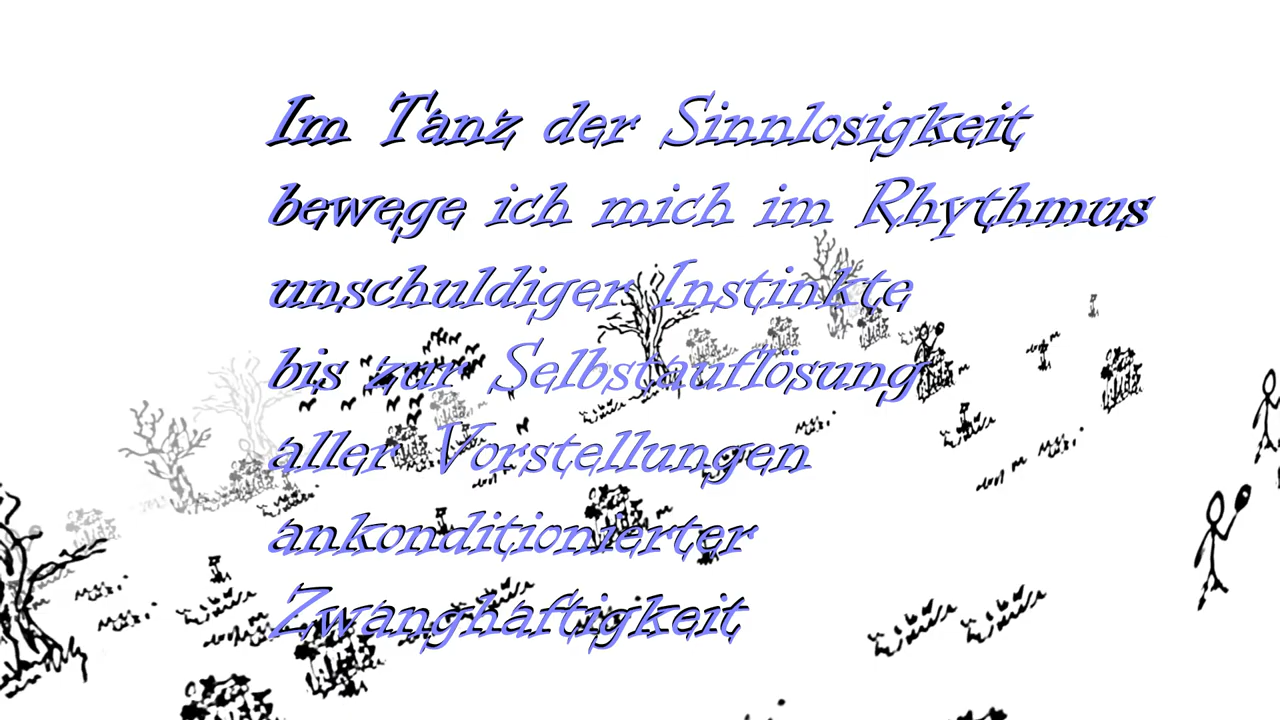 Im Tanz der Sinnlosigkeit
bewege ich mich im Rhythmus
unschuldiger Instinkte
bis zur Selbstauflösung
aller Vorstellungen
ankonditionierter
Zwanghaftigkeit